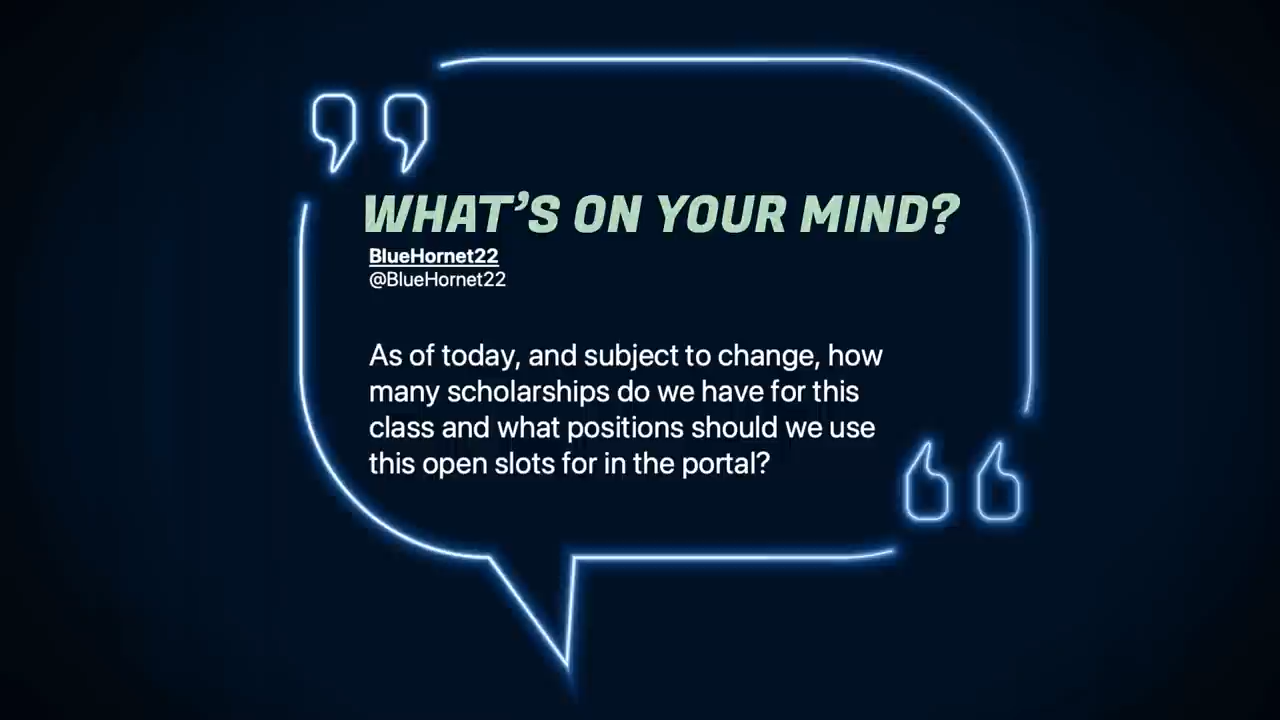 WHAT'S ON YOUR MIND?
BlueHornet22
@BlueHornet22
As of today, and subject to change, how
many scholarships do we have for this
class and what positions should we use
this open slots for in the portal?